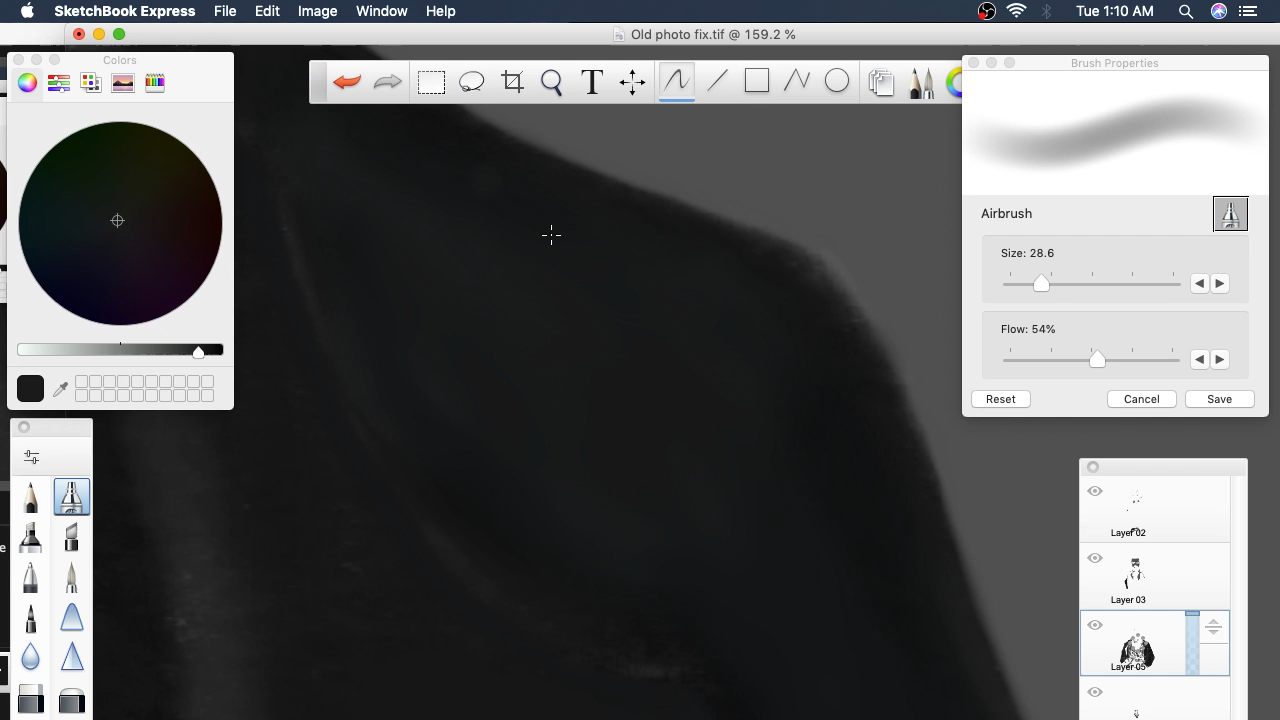 SketchBook Express File Edit Image Window Help Tue 1:10 AM
Old photo fix.tif @ 159.2 %
Colors
T
Brush Properties
Airbrush
Size: 28.6
Flow: 54%
Reset Cancel Save
Layer 02
Layer 03
Layer 05